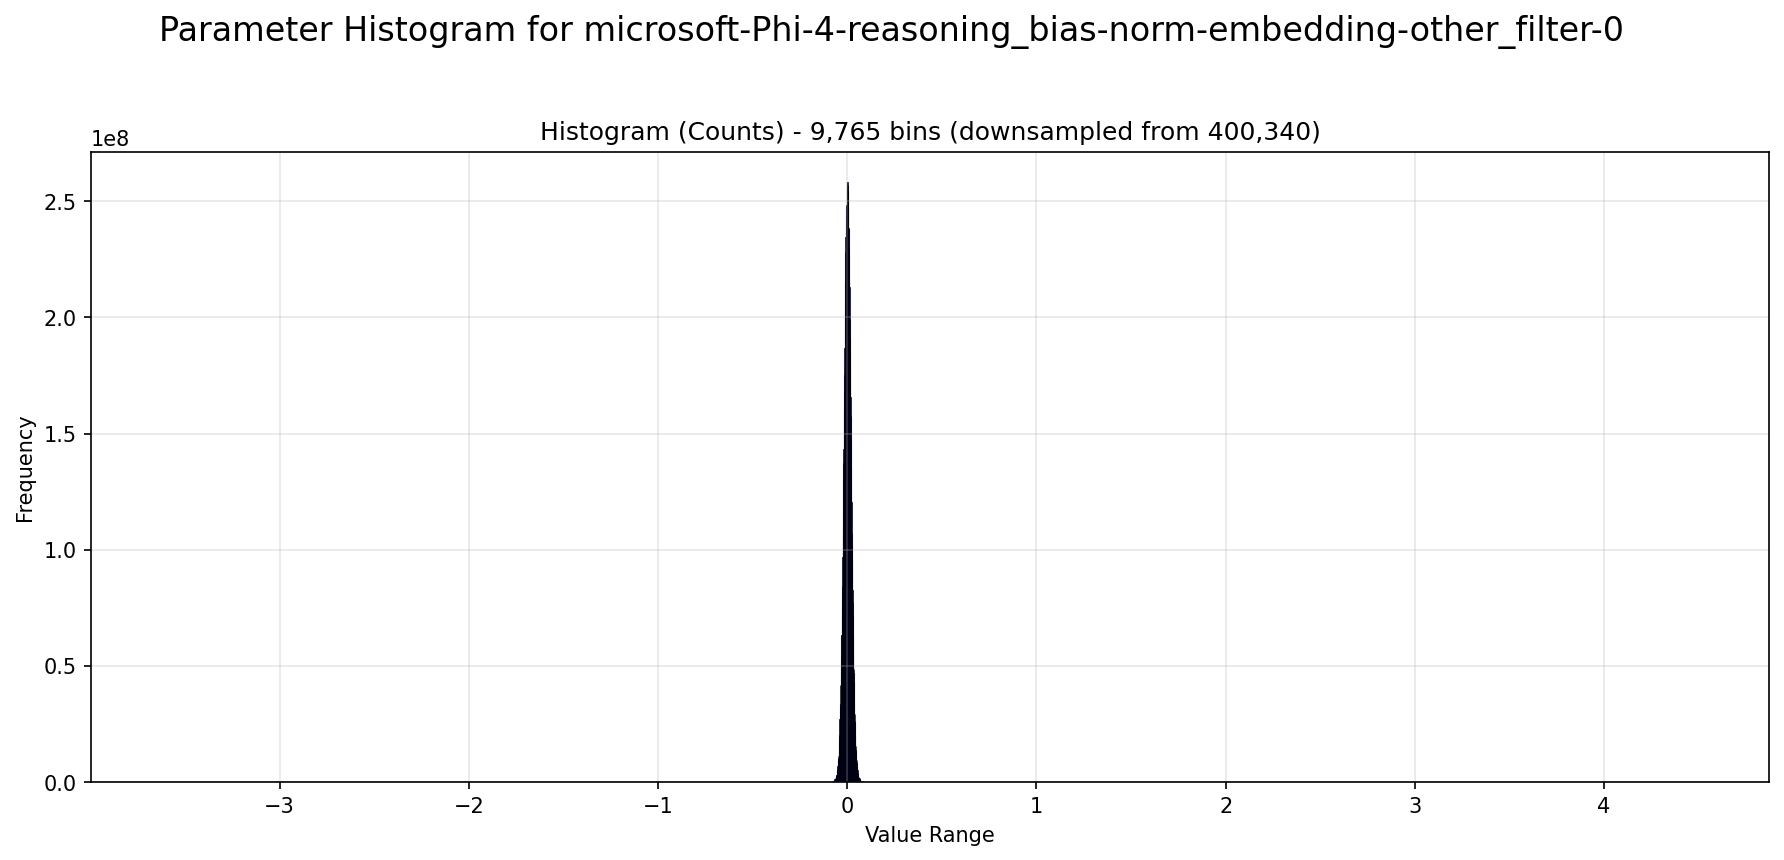 Parameter Histogram for microsoft-Phi-4-reasoning_bias-norm-embedding-other_filter-0
Histogram (Counts) - 9,765 bins (downsampled from 400,340)
1e8
2.5
2.0
1.5
1.0
0.5
0.0
Frequency
−3
−2
−1
0
1
2
3
4
Value Range